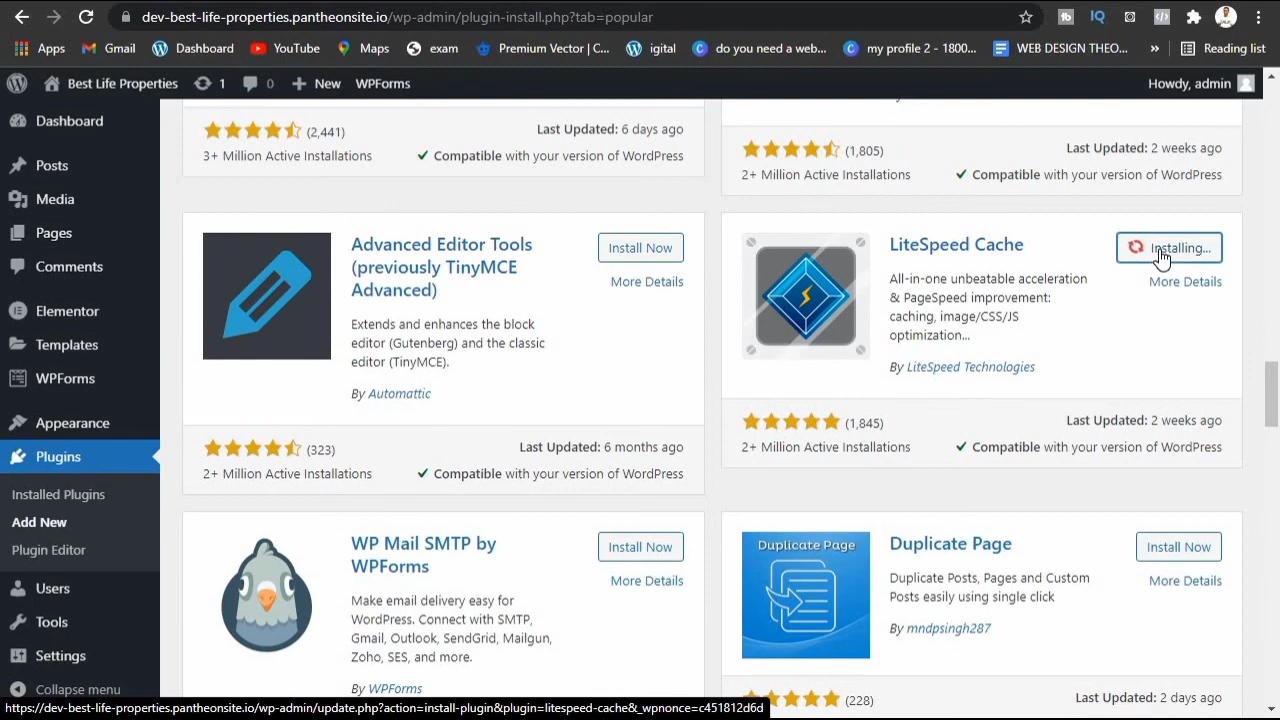 dev-best-life-properties.pantheonsite.io/wp-admin/plugin-install.php?tab=popular
Apps Gmail Dashboard YouTube Maps exam Premium Vector | C... igital do you need a web... my profile 2 - 1800... WEB DESIGN THEO... » Reading list
Best Life Properties 1 0 New WPForms Howdy, admin
Dashboard
Posts
Media
Pages
Comments
Elementor
Templates
WPForms
Appearance
Plugins
Installed Plugins
Add New
Plugin Editor
Users
Tools
Settings
Collapse menu
(2,441)
Last Updated: 6 days ago
3+ Million Active Installations
Compatible with your version of WordPress
(1,805)
Last Updated: 2 weeks ago
2+ Million Active Installations
Compatible with your version of WordPress
Advanced Editor Tools
(previously TinyMCE
Advanced)
Install Now
More Details
Extends and enhances the block
editor (Gutenberg) and the classic
editor (TinyMCE).
By Automattic
(323)
Last Updated: 6 months ago
2+ Million Active Installations
Compatible with your version of WordPress
LiteSpeed Cache
Installing...
More Details
All-in-one unbeatable acceleration
& PageSpeed improvement:
caching, image/CSS/JS
optimization...
By LiteSpeed Technologies
(1,845)
Last Updated: 2 weeks ago
2+ Million Active Installations
Compatible with your version of WordPress
WP Mail SMTP by
WPForms
Install Now
More Details
Make email delivery easy for
WordPress. Connect with SMTP,
Gmail, Outlook, SendGrid, Mailgun,
Zoho, SES, and more.
By WPForms
Duplicate Page
Duplicate Page
Install Now
More Details
Duplicate Posts, Pages and Custom
Posts easily using single click
By mndpsingh287
(228)
Last Updated: 2 days ago
https://dev-best-life-properties.pantheonsite.io/wp-admin/update.php?action=install-plugin&plugin=litespeed-cache&_wpnonce=c451812d6d